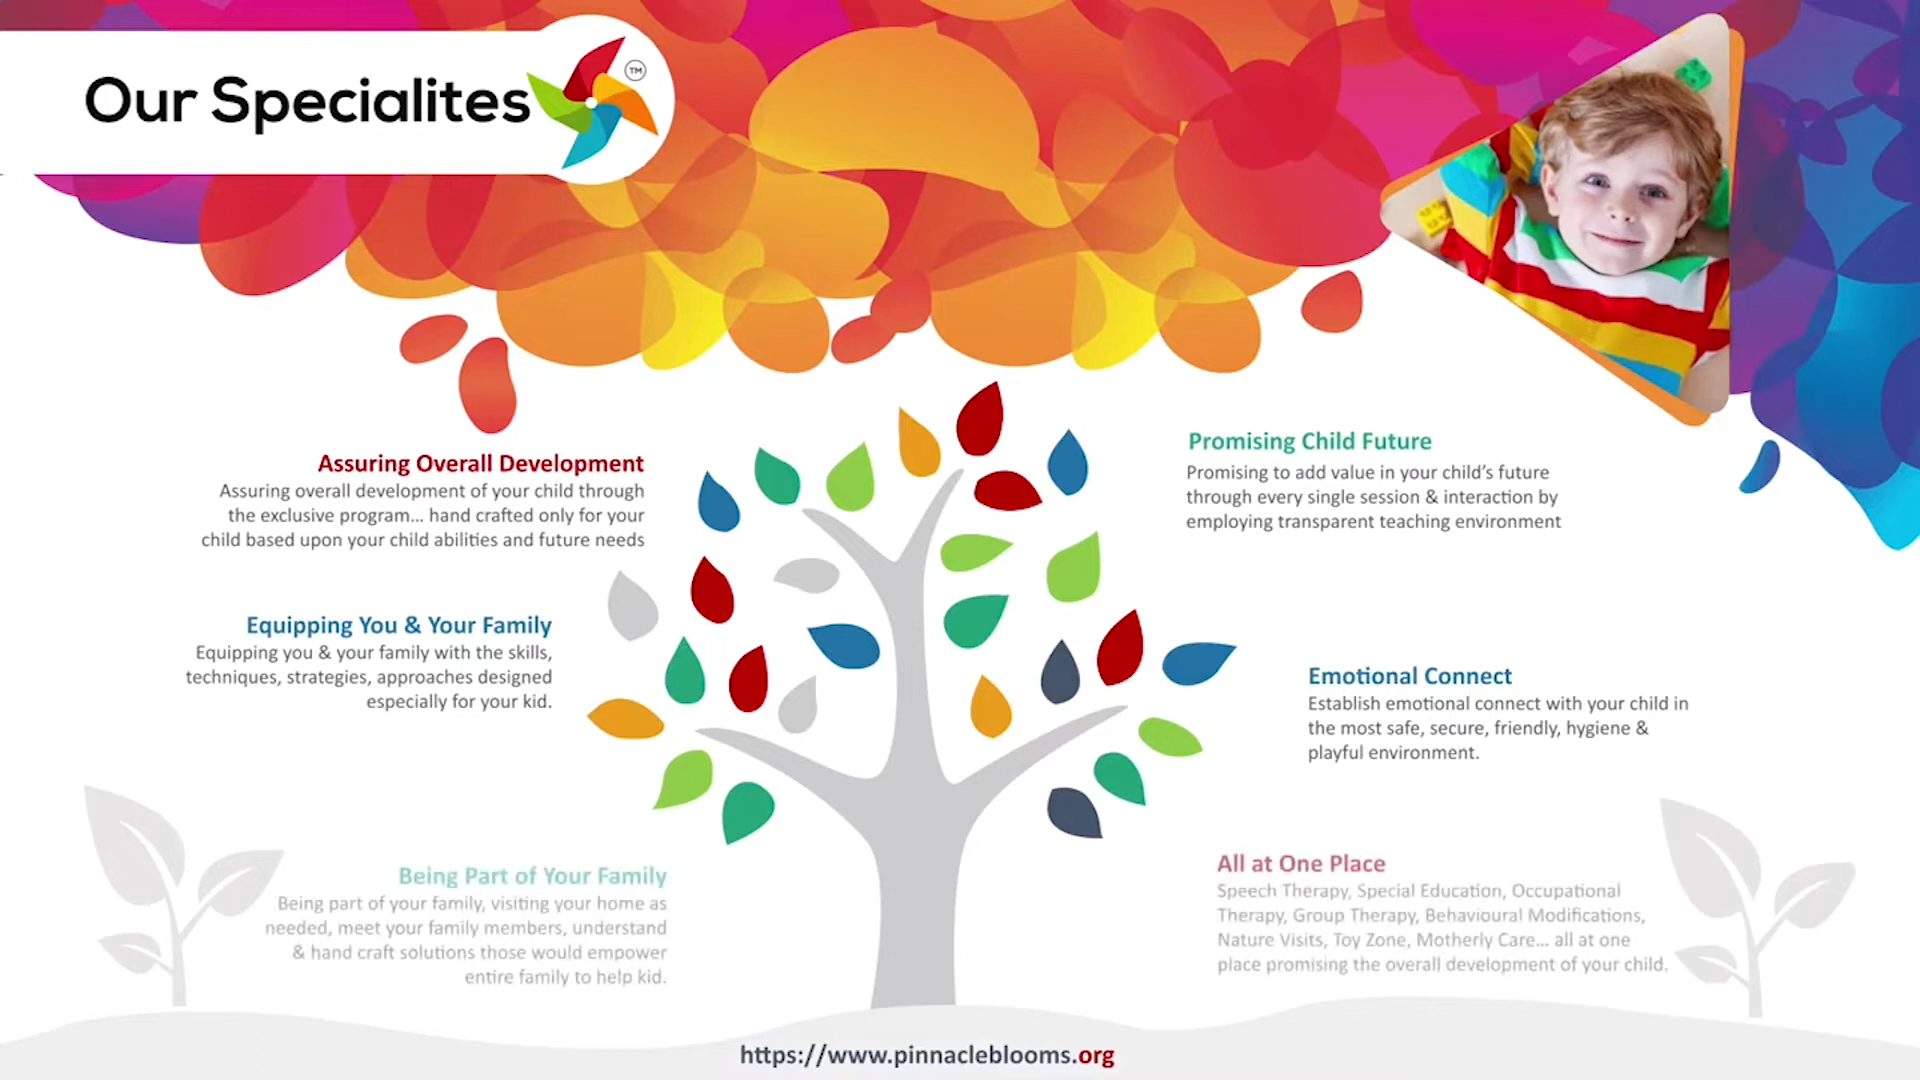 Our Specialites
TM
Assuring Overall Development
Assuring overall development of your child through
the exclusive program... hand crafted only for your
child based upon your child abilities and future needs
Equipping You & Your Family
Equipping you & your family with the skills,
techniques, strategies, approaches designed
especially for your kid.
Being Part of Your Family
Being part of your family, visiting your home as
needed, meet your family members, understand
& hand craft solutions those would empower
entire family to help kid.
Promising Child Future
Promising to add value in your child's future
through every single session & interaction by
employing transparent teaching environment
Emotional Connect
Establish emotional connect with your child in
the most safe, secure, friendly, hygiene &
playful environment.
All at One Place
Speech Therapy, Special Education, Occupational
Therapy, Group Therapy, Behavioural Modifications,
Nature Visits, Toy Zone, Motherly Care... all at one
place promising the overall development of your child.
https://www.pinnacleblooms.org